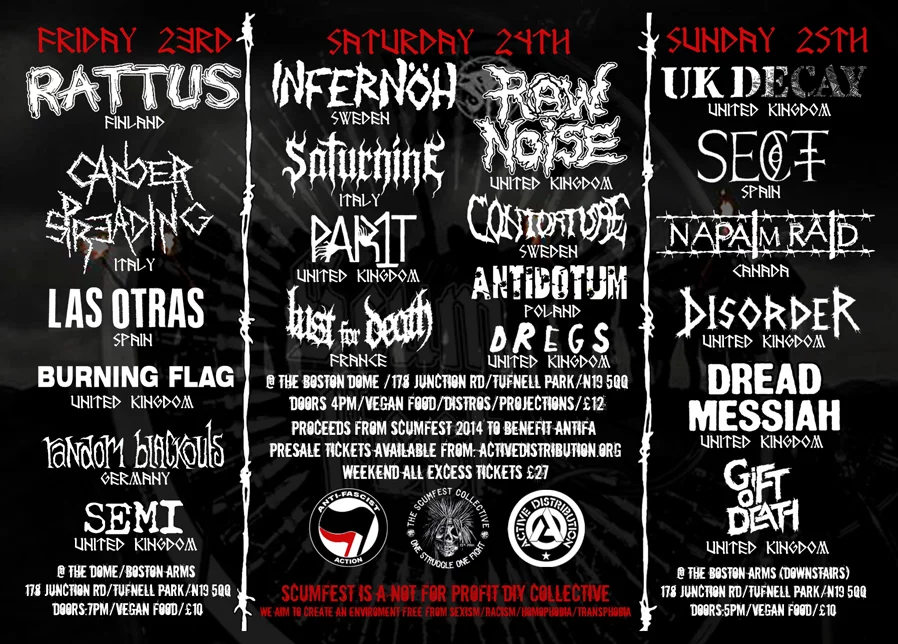 FRIDAY 23RD
RATTUS
FINLAND
CANCER
SPREADING
ITALY
LAS OTRAS
SPAIN
BURNING FLAG
UNITED KINGDOM
random blackouts
GERMANY
SEMI
UNITED KINGDOM
@ THE DOME/BOSTON ARMS
178 JUNCTION RD/TUFNELL PARK/N19 5QQ
DOORS:7PM/VEGAN FOOD/£10
SATURDAY 24TH
INFERNÖH
SWEDEN
Saturnine
ITALY
UNITED KINGDOM
lust for death
FRANCE
RAW
NOISE
UNITED KINGDOM
CONTORTURE
SWEDEN
ANTIDOTUM
POLAND
DREGS
UNITED KINGDOM
@ THE BOSTON DOME /178 JUNCTION RD/TUFNELL PARK/N19 5QQ
DOORS 4PM/VEGAN FOOD/DISTROS/PROJECTIONS/£12
PROCEEDS FROM SCUMFEST 2014 TO BENEFIT ANTIFA
PRESALE TICKETS AVAILABLE FROM: ACTIVEDISTRIBUTION.ORG
WEEKEND ALL EXCESS TICKETS £27
ANTI-FASCIST
ACTION
THE SCUMFEST COLLECTIVE
ONE STRUGGLE ONE FIGHT
ACTIVE DISTRIBUTION
SCUMFEST IS A NOT FOR PROFIT DIY COLLECTIVE
WE AIM TO CREATE AN ENVIROMENT FREE FROM SEXISM/RACISM/HOMOPHOBIA/TRANSPHOBIA
SUNDAY 25TH
UK DECAY
UNITED KINGDOM
SECT
SPAIN
NAPALM RAID
CANADA
DISORDER
UNITED KINGDOM
DREAD
MESSIAH
UNITED KINGDOM
GIFT
OF
DEATH
UNITED KINGDOM
@ THE BOSTON ARMS (DOWNSTAIRS)
178 JUNCTION RD/TUFNELL PARK/N19 5QQ
DOORS:5PM/VEGAN FOOD/£10